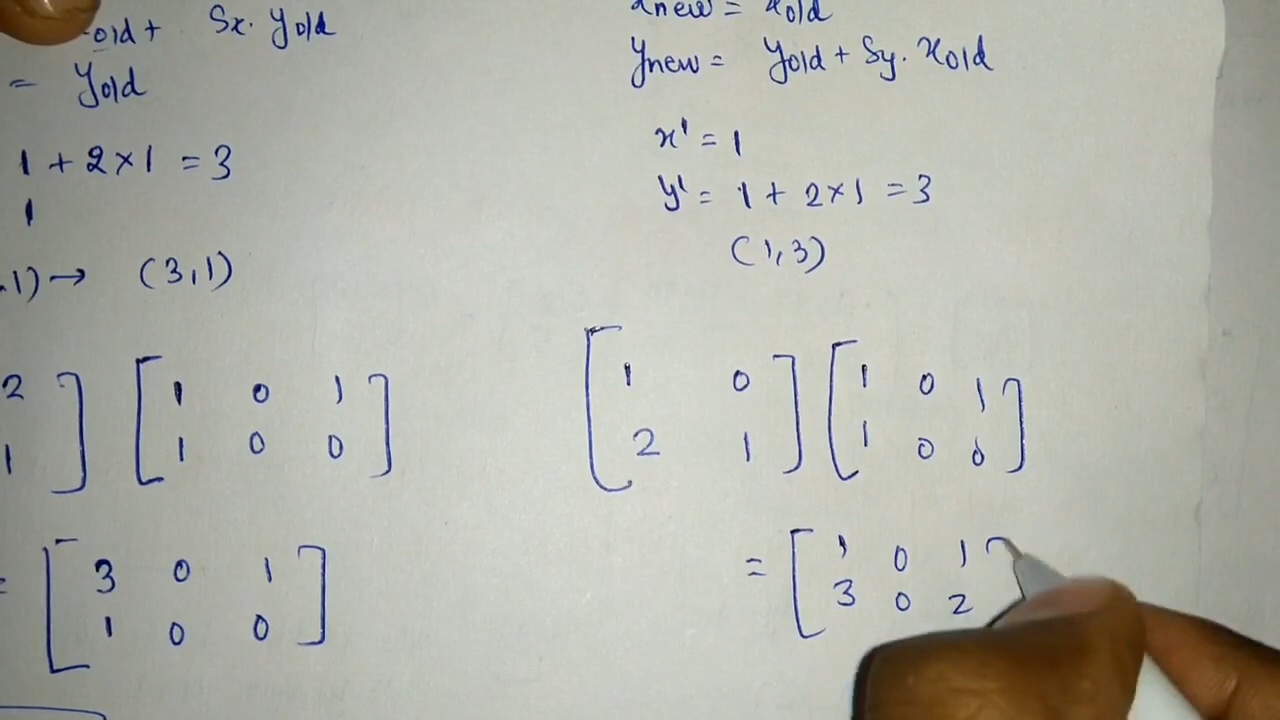 old + Sx. yold
= yold
1 + 2×1 = 3
1
1) → (3,1)
2
1 ] [ 1 0 1
1 0 0 ]
= [ 3 0 1
1 0 0 ]
xnew = xold
ynew = yold + Sy. xold
x' = 1
y' = 1 + 2×1 = 3
(1,3)
[ 1 0
2 1 ] [ 1 0 1
1 0 0 ]
= [ 1 0 1
3 0 2